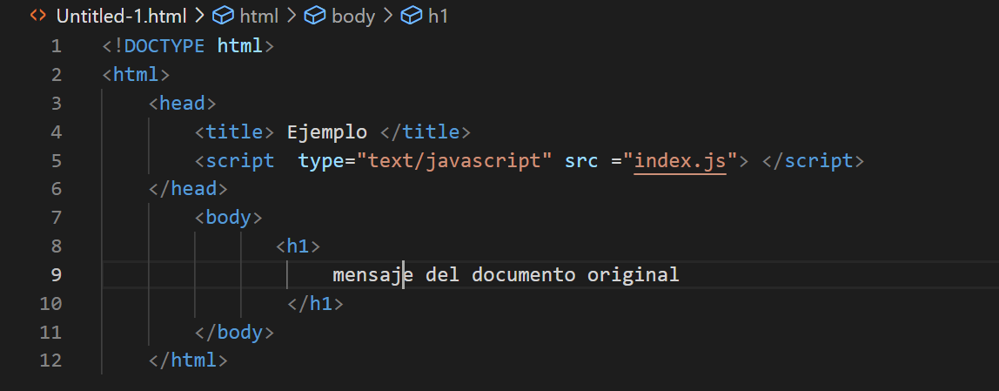 <> Untitled-1.html > html > body > h1
1 <!DOCTYPE html>
2 <html>
3 <head>
4 <title> Ejemplo </title>
5 <script  type="text/javascript" src ="index.js"> </script>
6 </head>
7 <body>
8 <h1>
9 mensaje del documento original
10 </h1>
11 </body>
12 </html>